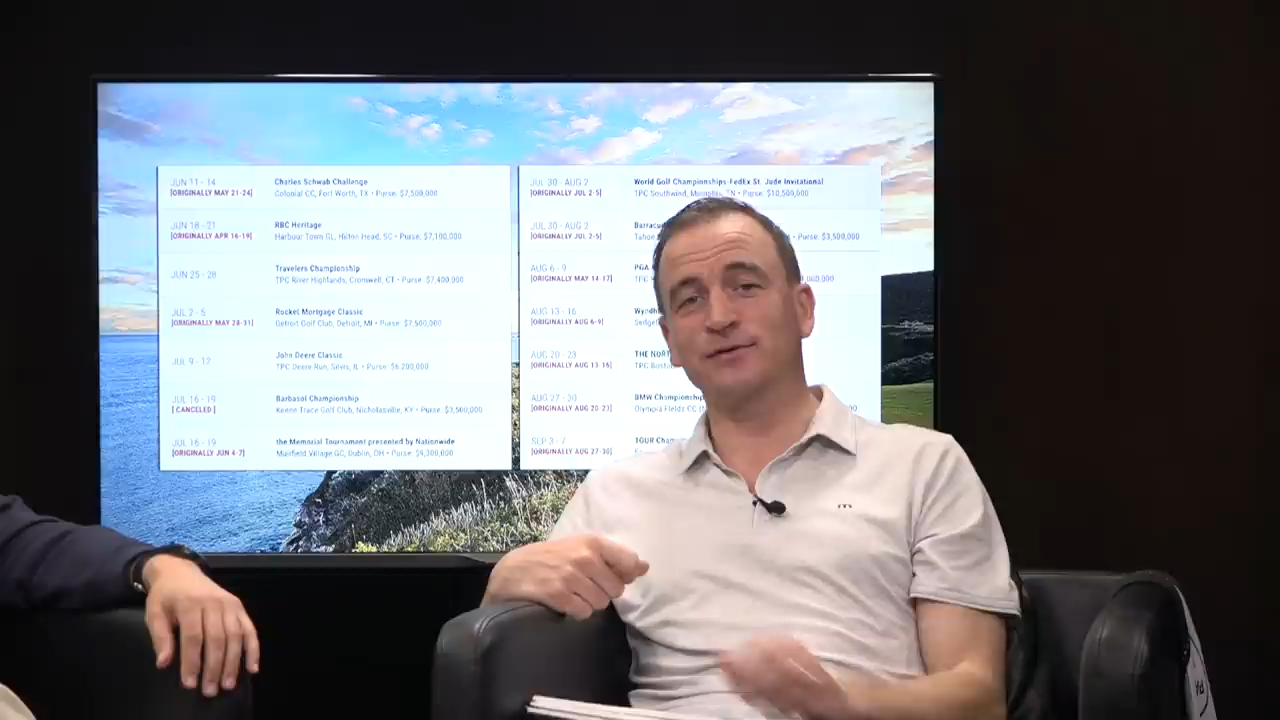 JUN 11 - 14
[ORIGINALLY MAY 21-24]
Charles Schwab Challenge
Colonial CC, Fort Worth, TX • Purse: $7,500,000
JUN 18 - 21
[ORIGINALLY APR 16-19]
RBC Heritage
Harbour Town GL, Hilton Head, SC • Purse: $7,100,000
JUN 25 - 28
Travelers Championship
TPC River Highlands, Cromwell, CT • Purse: $7,400,000
JUL 2 - 5
[ORIGINALLY MAY 28-31]
Rocket Mortgage Classic
Detroit Golf Club, Detroit, MI • Purse: $7,500,000
JUL 9 - 12
John Deere Classic
TPC Deere Run, Silvis, IL • Purse: $6,200,000
JUL 16 - 19
[ CANCELED ]
Barbasol Championship
Keene Trace Golf Club, Nicholasville, KY • Purse: $3,500,000
JUL 16 - 19
[ORIGINALLY JUN 4-7]
the Memorial Tournament presented by Nationwide
Muirfield Village GC, Dublin, OH • Purse: $9,300,000
JUL 30 - AUG 2
[ORIGINALLY JUL 2-5]
World Golf Championships-FedEx St. Jude Invitational
TPC Southwind, Memphis, TN • Purse: $10,500,000
JUL 30 - AUG 2
[ORIGINALLY JUL 2-5]
Tahoe • Purse: $3,500,000
AUG 6 - 9
[ORIGINALLY MAY 14-17]
PGA
TPC
AUG 13 - 16
[ORIGINALLY AUG 6-9]
AUG 20 - 23
[ORIGINALLY AUG 13-16]
THE
TPC
AUG 27 - 30
[ORIGINALLY AUG 20-23]
BMW
Olympia Fields CC
SEP 3 - 7
[ORIGINALLY AUG 27-30]
TOUR